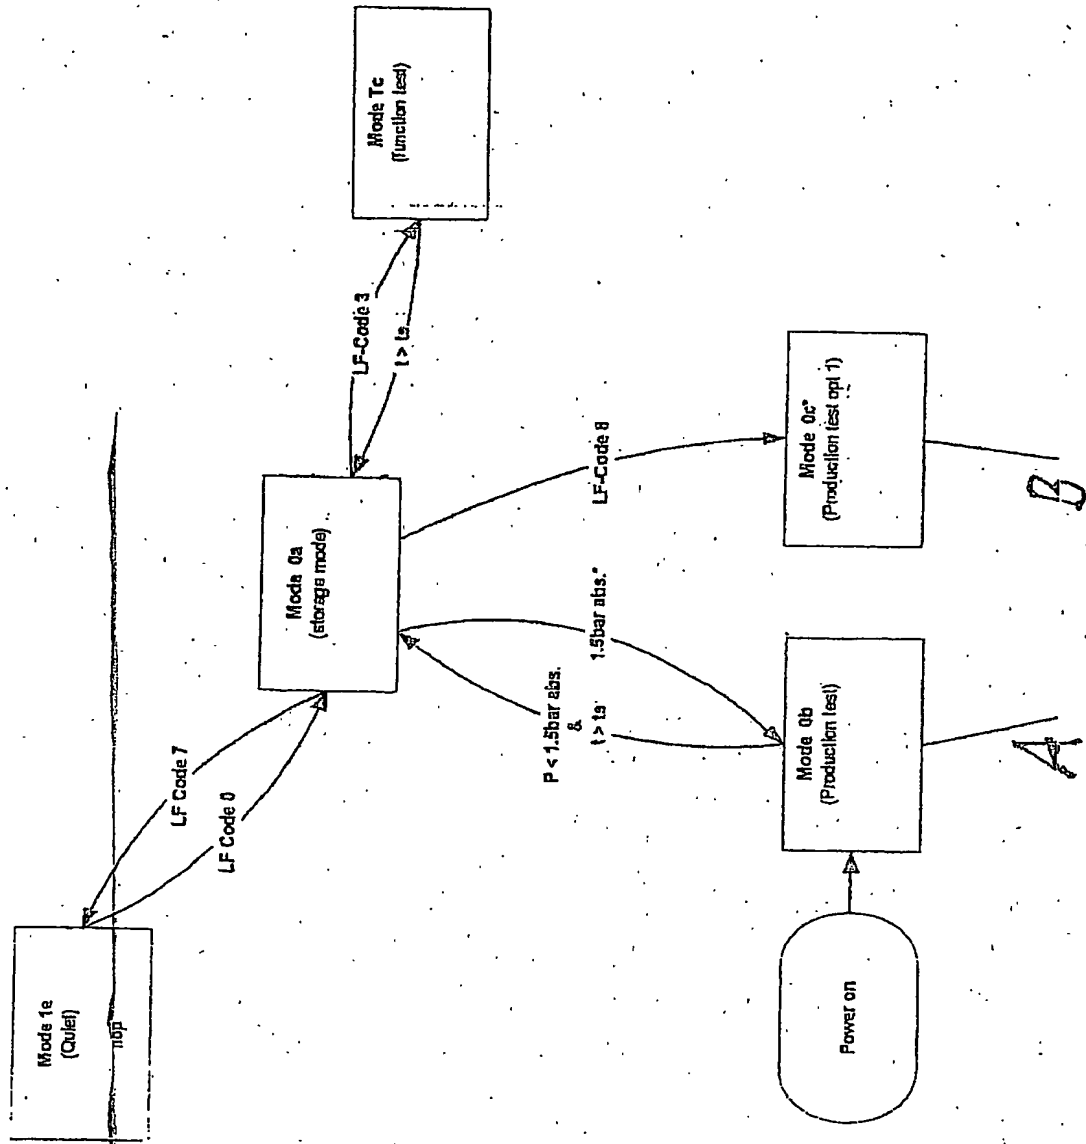 Mode 1e
(Quiet)
nop
LF Code 7
LF Code 0
Mode 0a
(storage mode)
LF-Code 3
t > ts
Mode Tc
(function test)
P < 1.5bar abs.
&
t > ts
1.5bar abs.*
LF-Code 8
Power on
Mode 0b
(Production test)
Mode 0c*
(Production test opt 1)
A
B